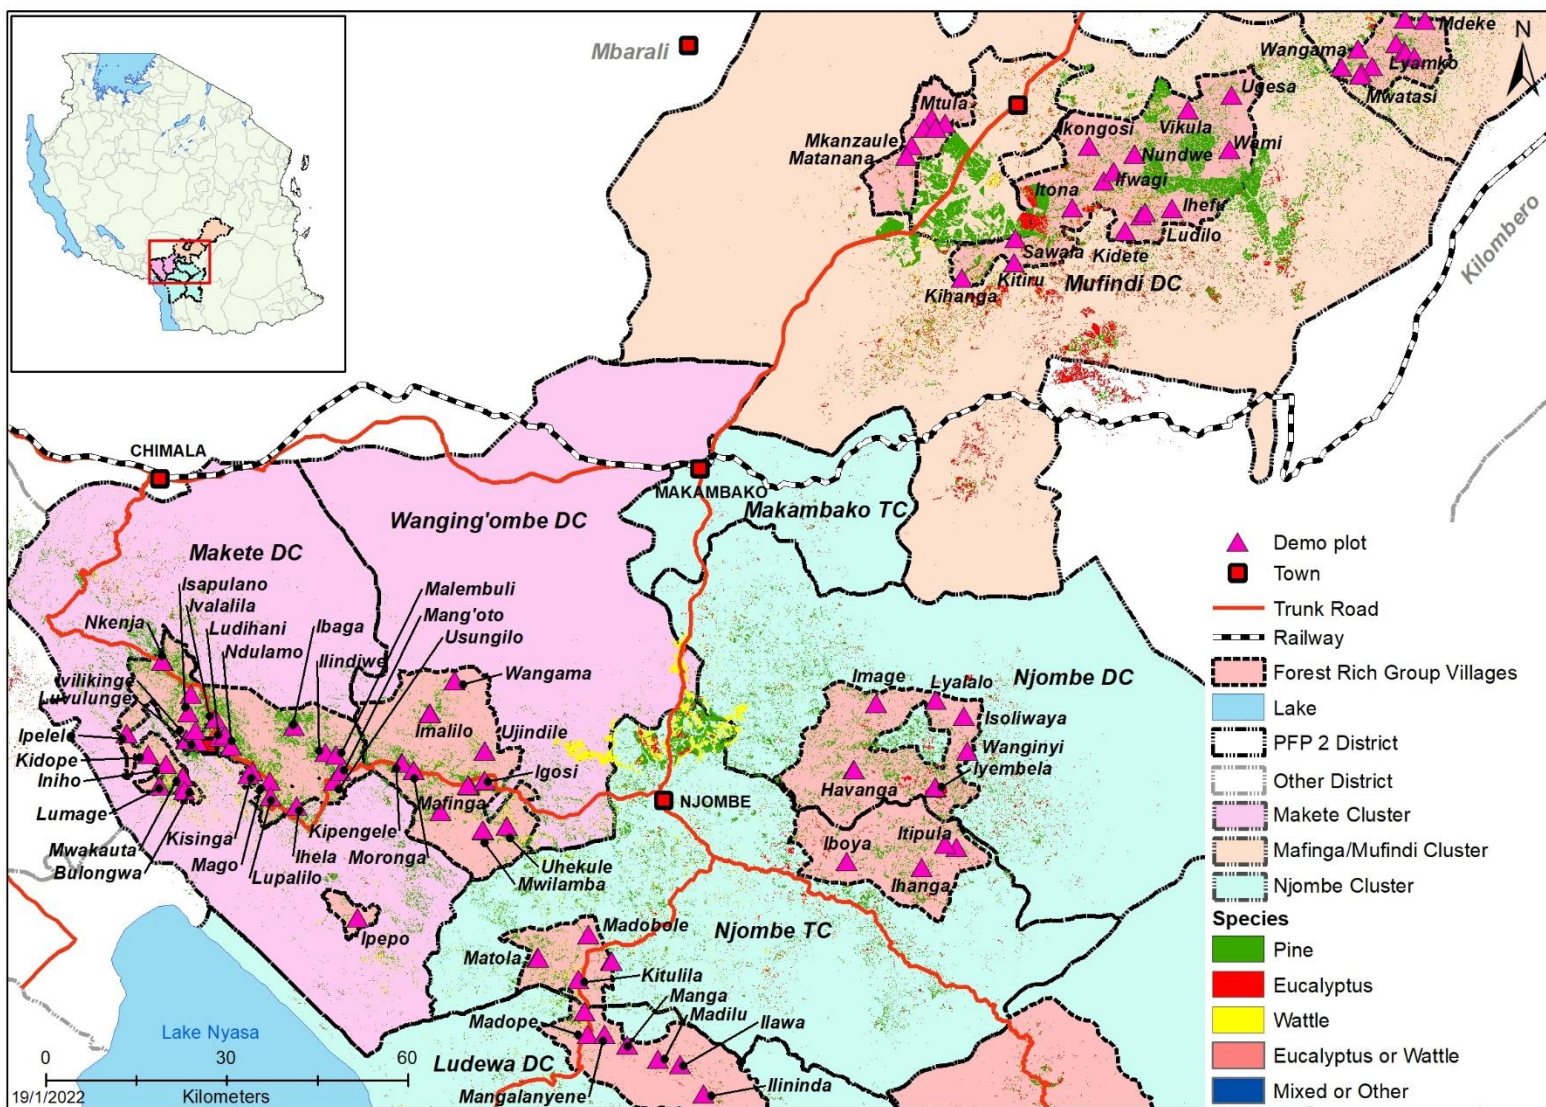 N
Mbarali
Mdeke
Wangama
Lyamko
Mwatasi
Mtula
Ugesa
Vikula
Ikongosi
Mkanzaule
Nundwe
Wami
Matanana
Ifwagi
Itona
Ihefu
Ludilo
Sawala
Kidete
Kitiru
Kihanga
Mufindi DC
Kilombero
CHIMALA
MAKAMBAKO
Makambako TC
Wanging'ombe DC
Makete DC
Isapulano
Malembuli
Ivalalila
Mang'oto
Ludihani
Ibaga
Usungilo
Nkenja
Ndulamo
Ilindiwe
Wangama
Ivilikinge
Luvulunge
Imalilo
Ujindile
Ipelele
Kidope
Iniho
Igosi
Mafinga
Lumage
Kisinga
Kipengele
Mwakauta
Mago
Ihela
Moronga
Uhekule
Bulongwa
Lupalilo
Mwilamba
Ipepo
NJOMBE
Njombe DC
Image
Lyalalo
Isoliwaya
Wanginyi
Iyembela
Havanga
Itipula
Iboya
Ihanga
Njombe TC
Madobole
Matola
Kitulila
Manga
Madilu
Madope
Ilawa
Ludewa DC
Ilininda
Mangalanyene
Lake Nyasa
0 30 60
Kilometers
19/1/2022
Demo plot
Town
Trunk Road
Railway
Forest Rich Group Villages
Lake
PFP 2 District
Other District
Makete Cluster
Mafinga/Mufindi Cluster
Njombe Cluster
Species
Pine
Eucalyptus
Wattle
Eucalyptus or Wattle
Mixed or Other